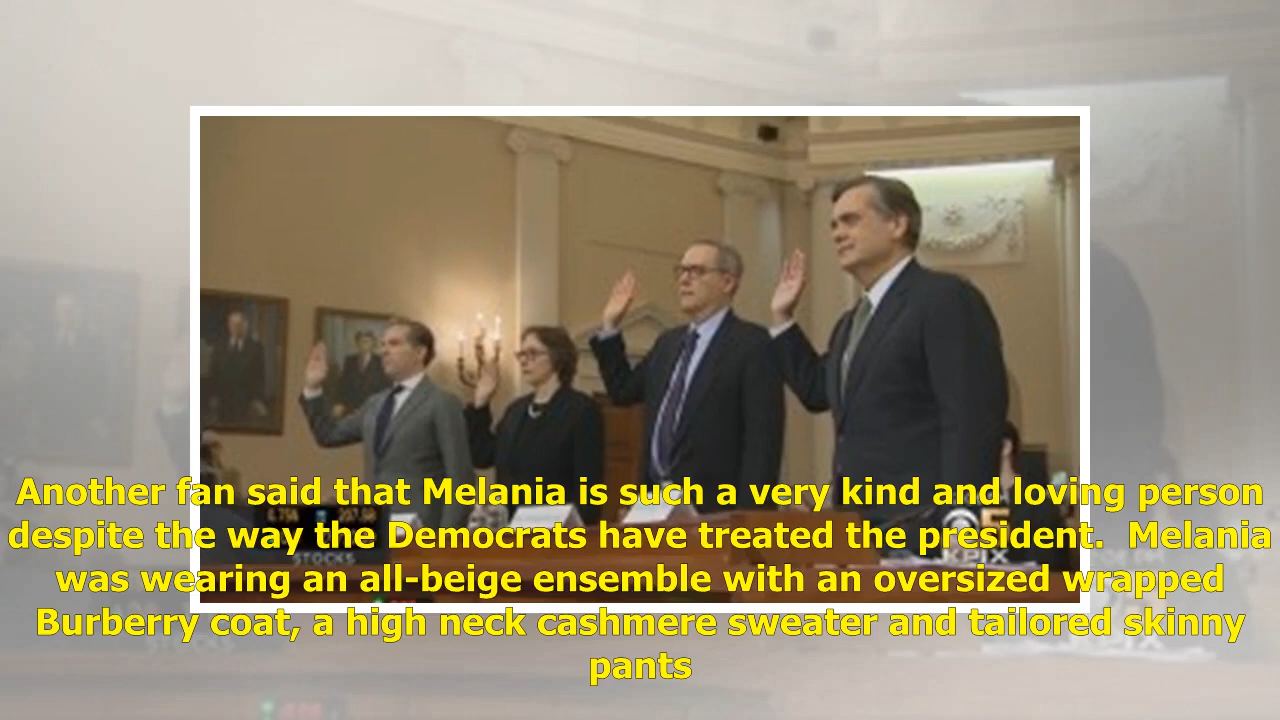 Another fan said that Melania is such a very kind and loving person
despite the way the Democrats have treated the president.  Melania
was wearing an all-beige ensemble with an oversized wrapped
Burberry coat, a high neck cashmere sweater and tailored skinny
pants
STOCKS
KPIX